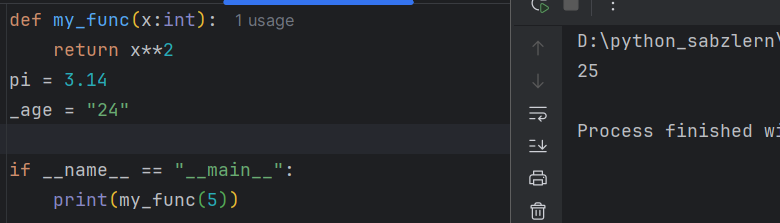 def my_func(x:int): 1 usage
    return x**2
pi = 3.14
_age = "24"

if __name__ == "__main__":
    print(my_func(5))
D:\python_sabzlern\
25

Process finished